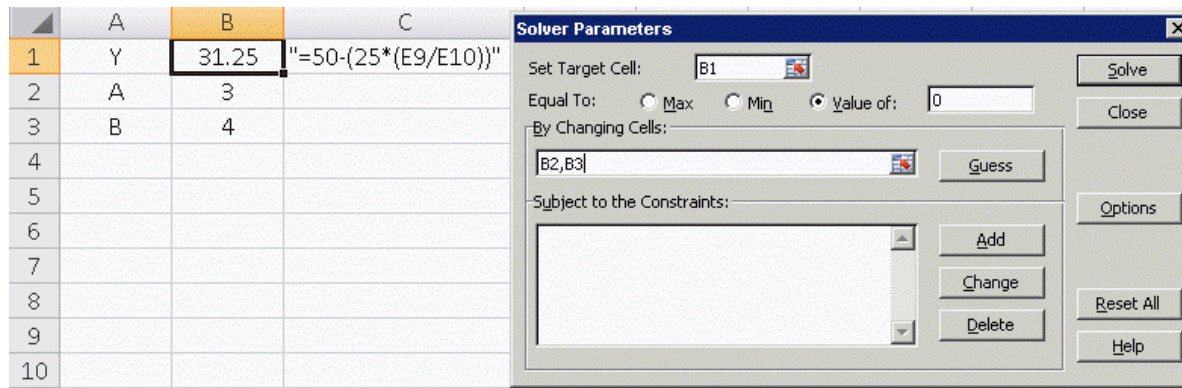 A B C
1 Y 31.25 "=50-(25*(E9/E10))"
2 A 3
3 B 4
4
5
6
7
8
9
10
Solver Parameters
Set Target Cell: B1 Solve
Equal To: Max Min Value of: 0 Close
By Changing Cells:
B2,B3 Guess
Subject to the Constraints: Options
Add
Change
Reset All
Delete
Help